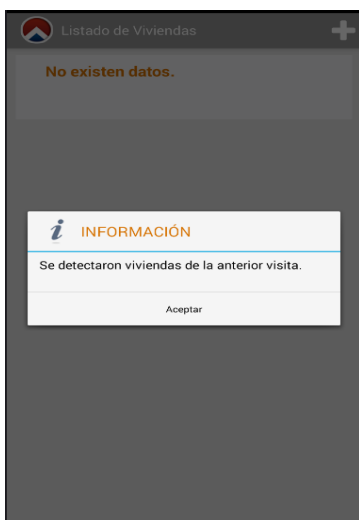 Listado de Viviendas
No existen datos.
INFORMACIÓN
Se detectaron viviendas de la anterior visita.
Aceptar